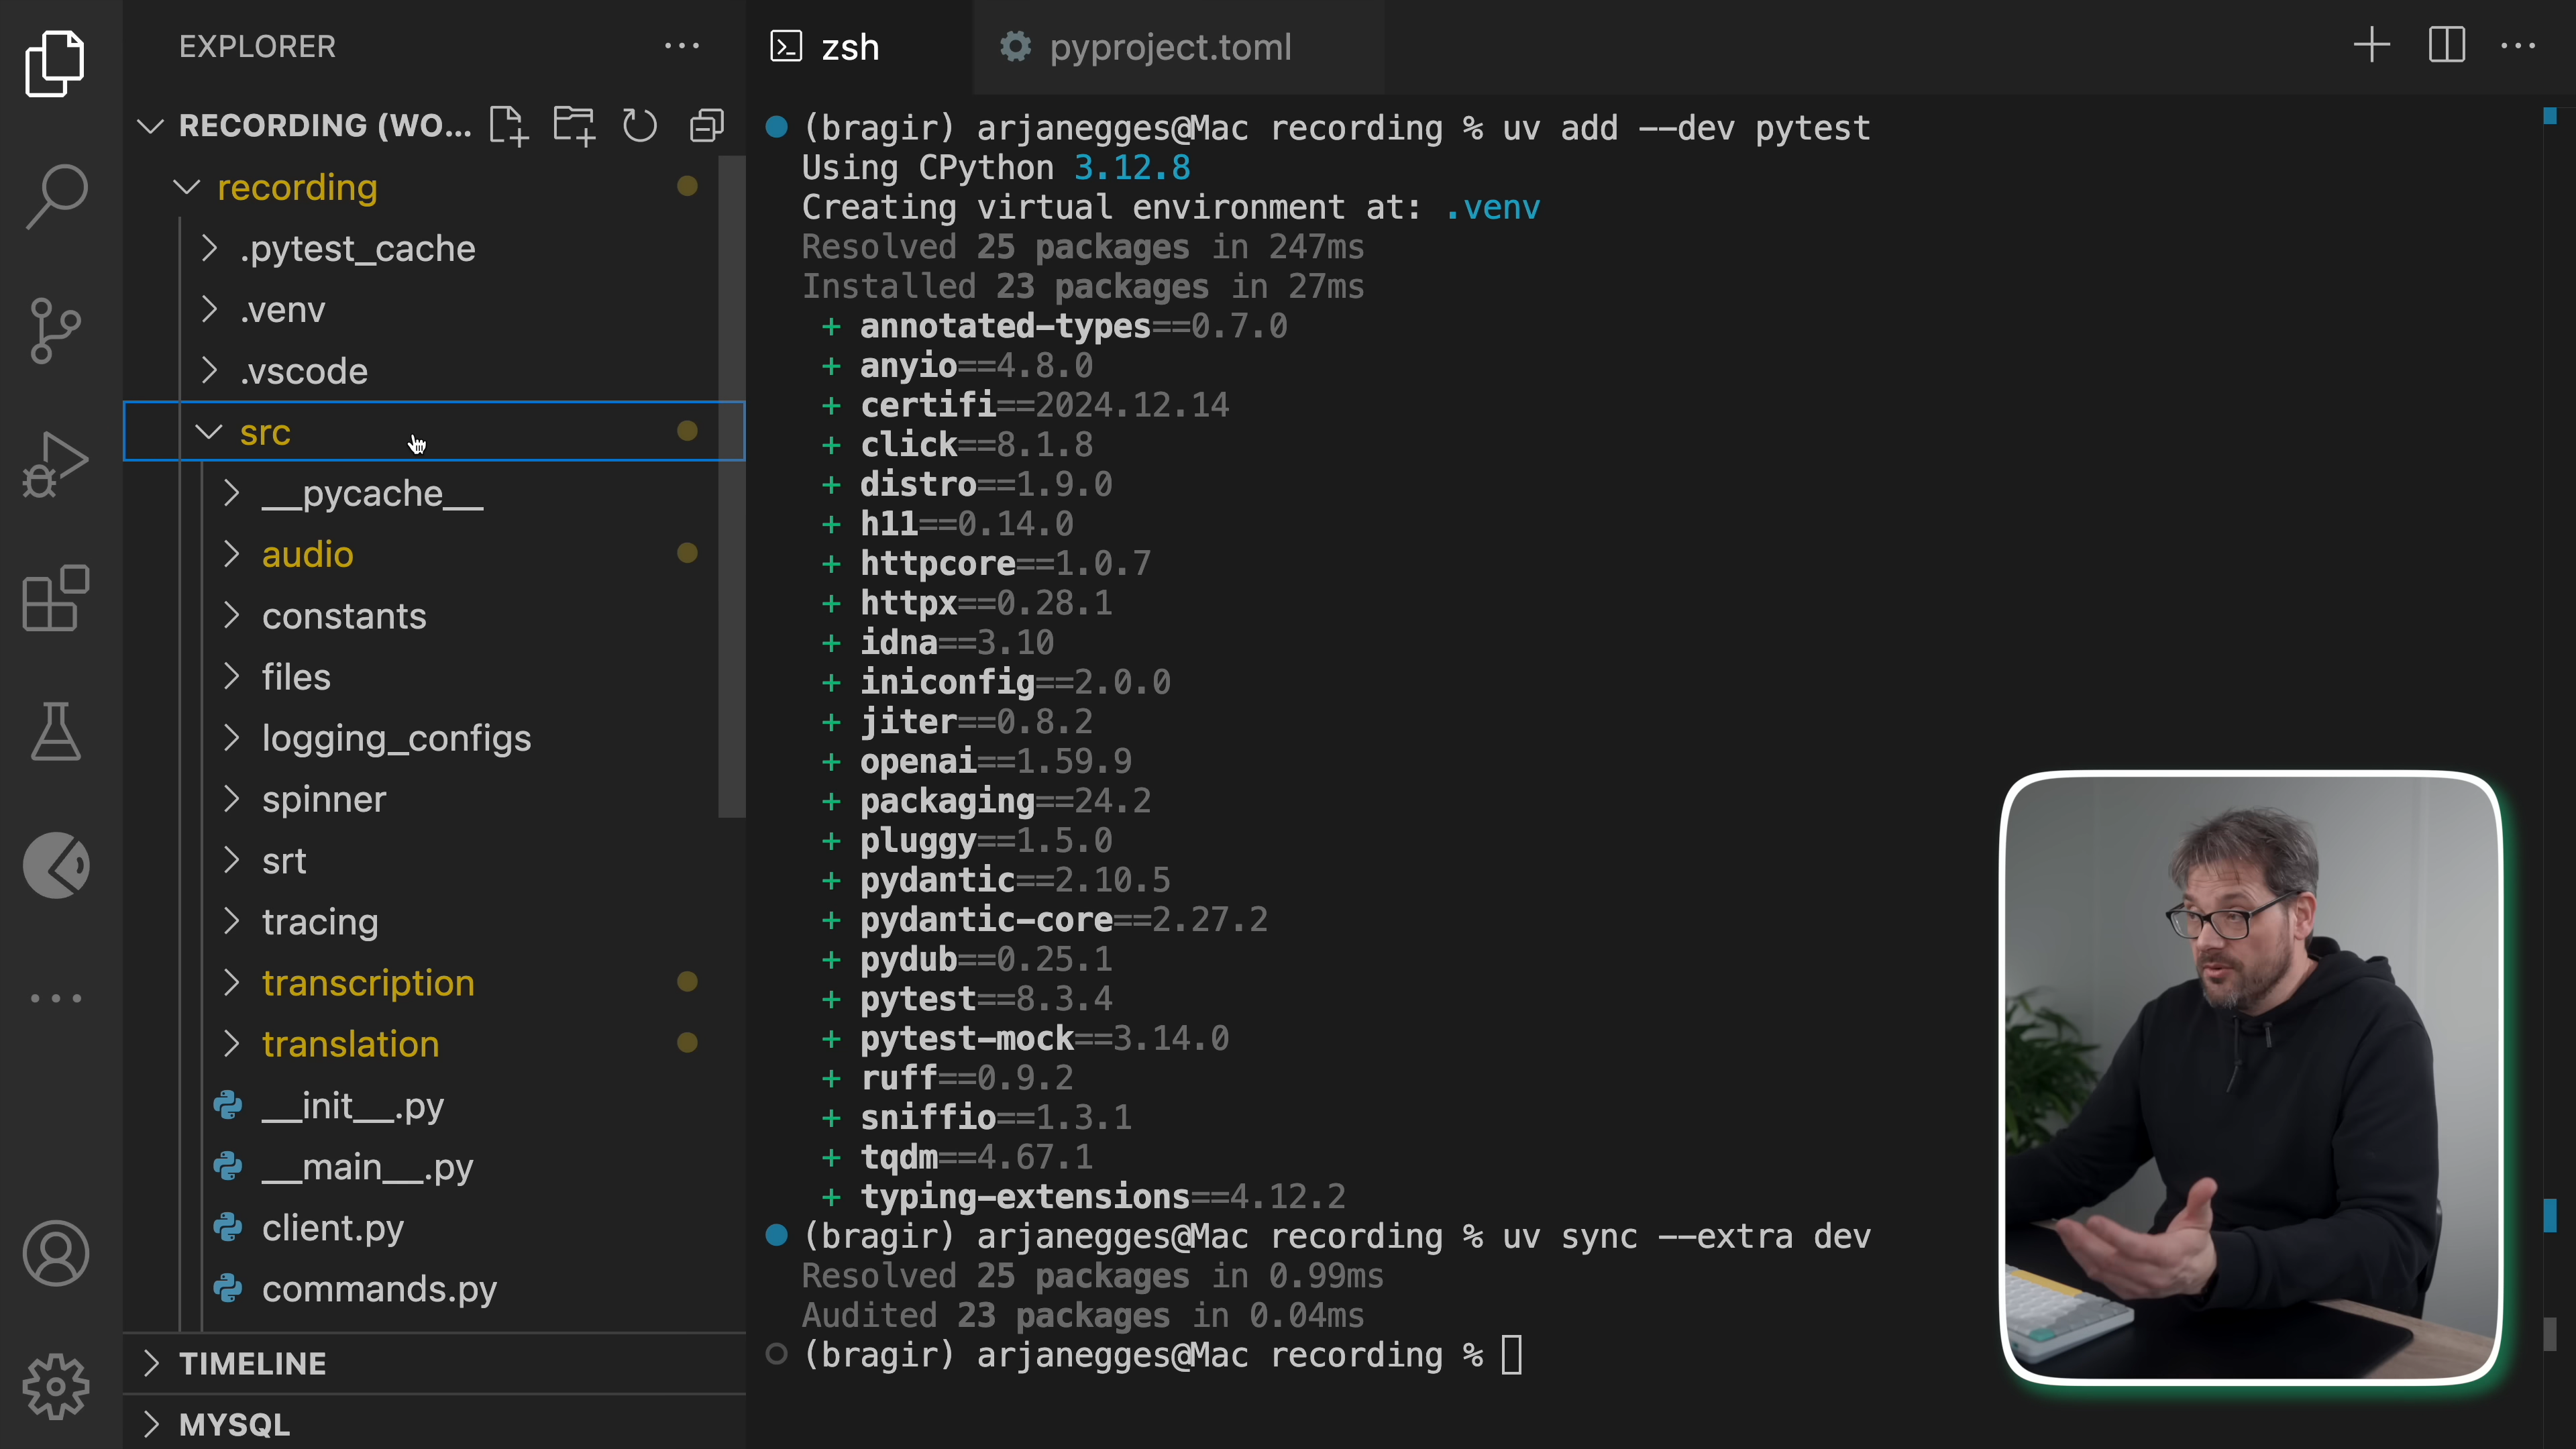 EXPLORER
RECORDING (WO...
recording
.pytest_cache
.venv
.vscode
src
__pycache__
audio
constants
files
logging_configs
spinner
srt
tracing
transcription
translation
__init__.py
__main__.py
client.py
commands.py
TIMELINE
MYSQL
zsh
pyproject.toml
(bragir) arjanegges@Mac recording % uv add --dev pytest
Using CPython 3.12.8
Creating virtual environment at: .venv
Resolved 25 packages in 247ms
Installed 23 packages in 27ms
+ annotated-types==0.7.0
+ anyio==4.8.0
+ certifi==2024.12.14
+ click==8.1.8
+ distro==1.9.0
+ h11==0.14.0
+ httpcore==1.0.7
+ httpx==0.28.1
+ idna==3.10
+ iniconfig==2.0.0
+ jiter==0.8.2
+ openai==1.59.9
+ packaging==24.2
+ pluggy==1.5.0
+ pydantic==2.10.5
+ pydantic-core==2.27.2
+ pydub==0.25.1
+ pytest==8.3.4
+ pytest-mock==3.14.0
+ ruff==0.9.2
+ sniffio==1.3.1
+ tqdm==4.67.1
+ typing-extensions==4.12.2
(bragir) arjanegges@Mac recording % uv sync --extra dev
Resolved 25 packages in 0.99ms
Audited 23 packages in 0.04ms
(bragir) arjanegges@Mac recording %